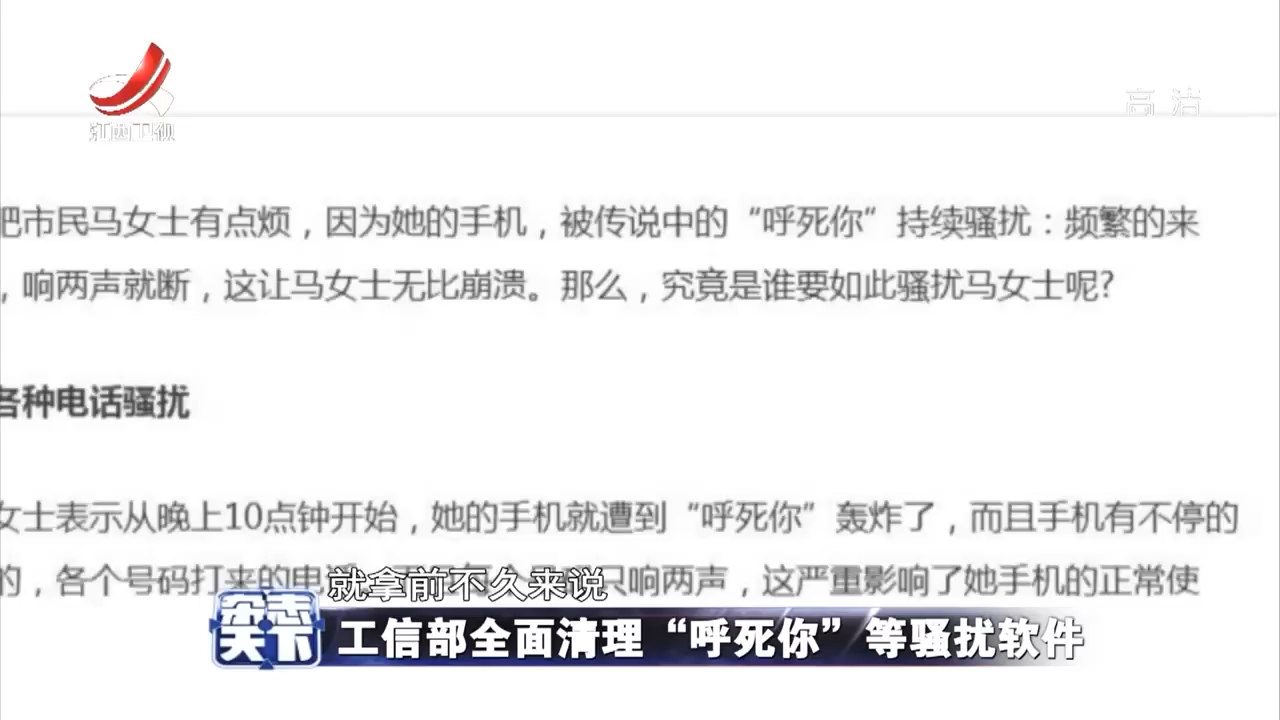 江西卫视
高清
肥市民马女士有点烦，因为她的手机，被传说中的“呼死你”持续骚扰：频繁的来
，响两声就断，这让马女士无比崩溃。那么，究竟是谁要如此骚扰马女士呢?
各种电话骚扰
女士表示从晚上10点钟开始，她的手机就遭到“呼死你”轰炸了，而且手机有不停的
的，各个号码打来的电
只响两声，这严重影响了她手机的正常使
就拿前不久来说
杂志天下
工信部全面清理“呼死你”等骚扰软件